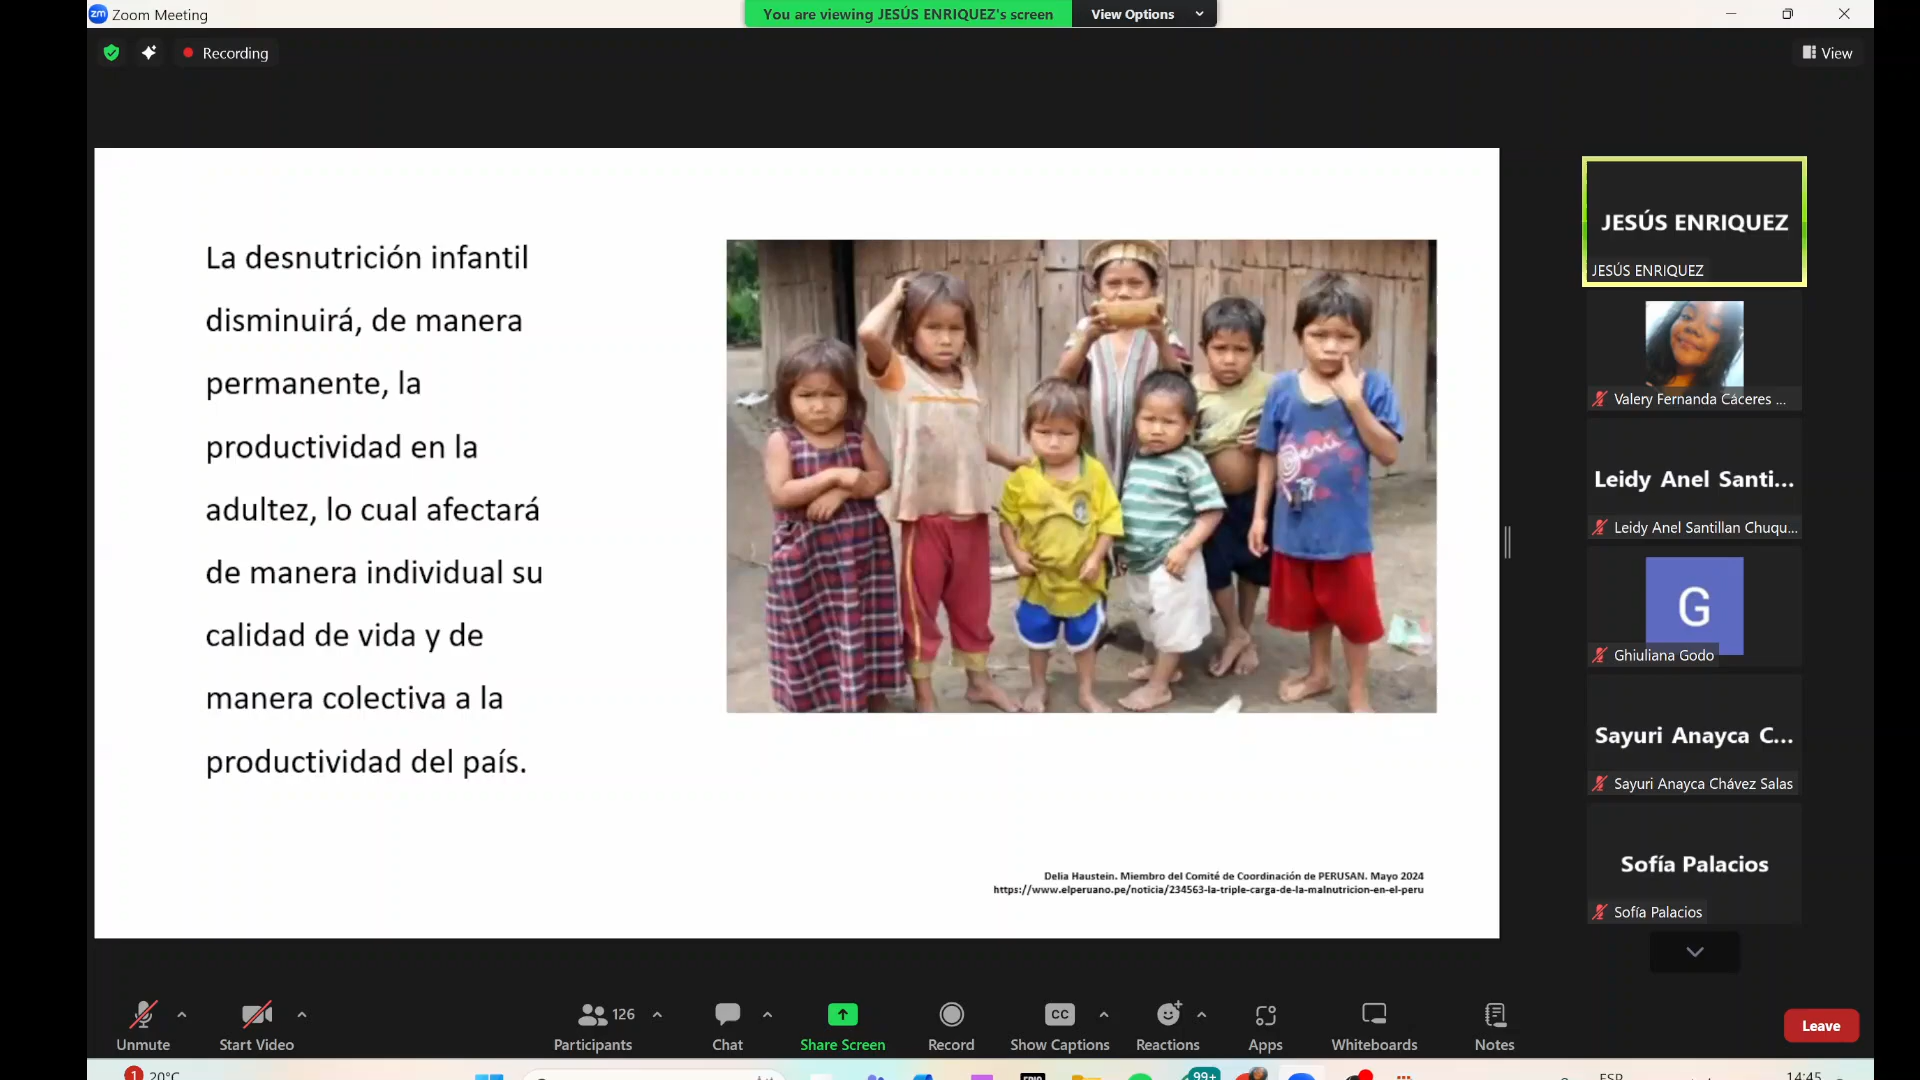 Zoom Meeting
You are viewing JESÚS ENRIQUEZ's screen
View Options
Recording
View
La desnutrición infantil
disminuirá, de manera
permanente, la
productividad en la
adultez, lo cual afectará
de manera individual su
calidad de vida y de
manera colectiva a la
productividad del país.
Perú
Delia Haustein. Miembro del Comité de Coordinación de PERUSAN. Mayo 2024
https://www.elperuano.pe/noticia/234563-la-triple-carga-de-la-malnutricion-en-el-peru
JESÚS ENRIQUEZ
JESÚS ENRIQUEZ
Valery Fernanda Cáceres ...
Leidy Anel Santi...
Leidy Anel Santillan Chuqu...
G
Ghiuliana Godo
Sayuri Anayca C...
Sayuri Anayca Chávez Salas
Sofía Palacios
Sofía Palacios
Unmute
Start Video
126
Participants
Chat
Share Screen
Record
CC
Show Captions
Reactions
Apps
Whiteboards
Notes
Leave
1
20°C
99+
ESP
14:45